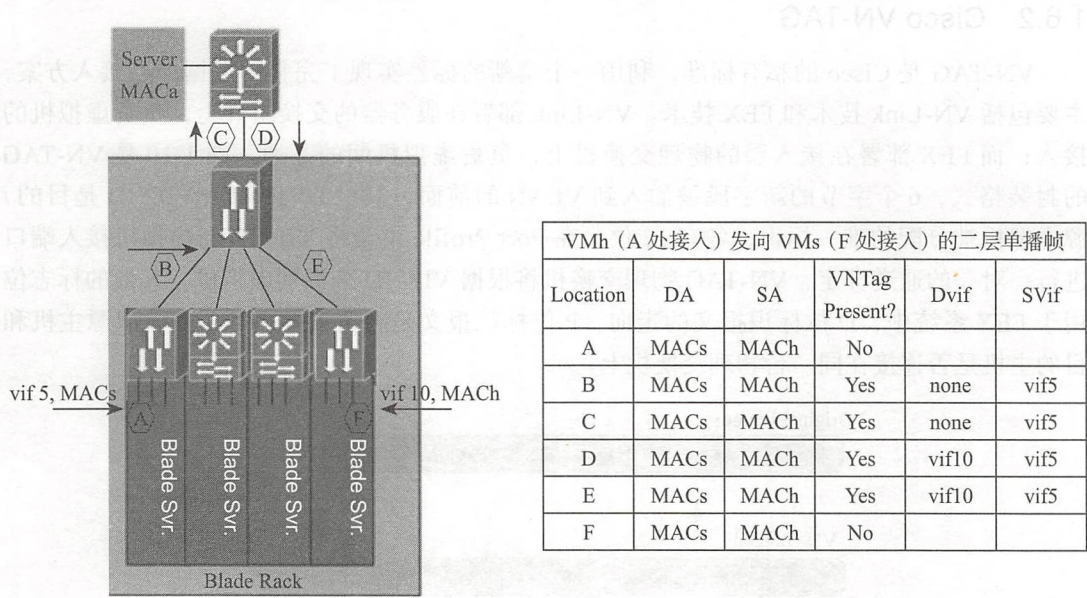 Server
MACa
C
D
B
E
vif 5, MACs
vif 10, MACh
A
F
Blade Svr.
Blade Svr.
Blade Svr.
Blade Svr.
Blade Rack
VMh（A 处接入）发向 VMs（F 处接入）的二层单播帧
Location DA SA VN Tag Present? Dvif SVif
A MACs MACh No
B MACs MACh Yes none vif5
C MACs MACh Yes none vif5
D MACs MACh Yes vif10 vif5
E MACs MACh Yes vif10 vif5
F MACs MACh No